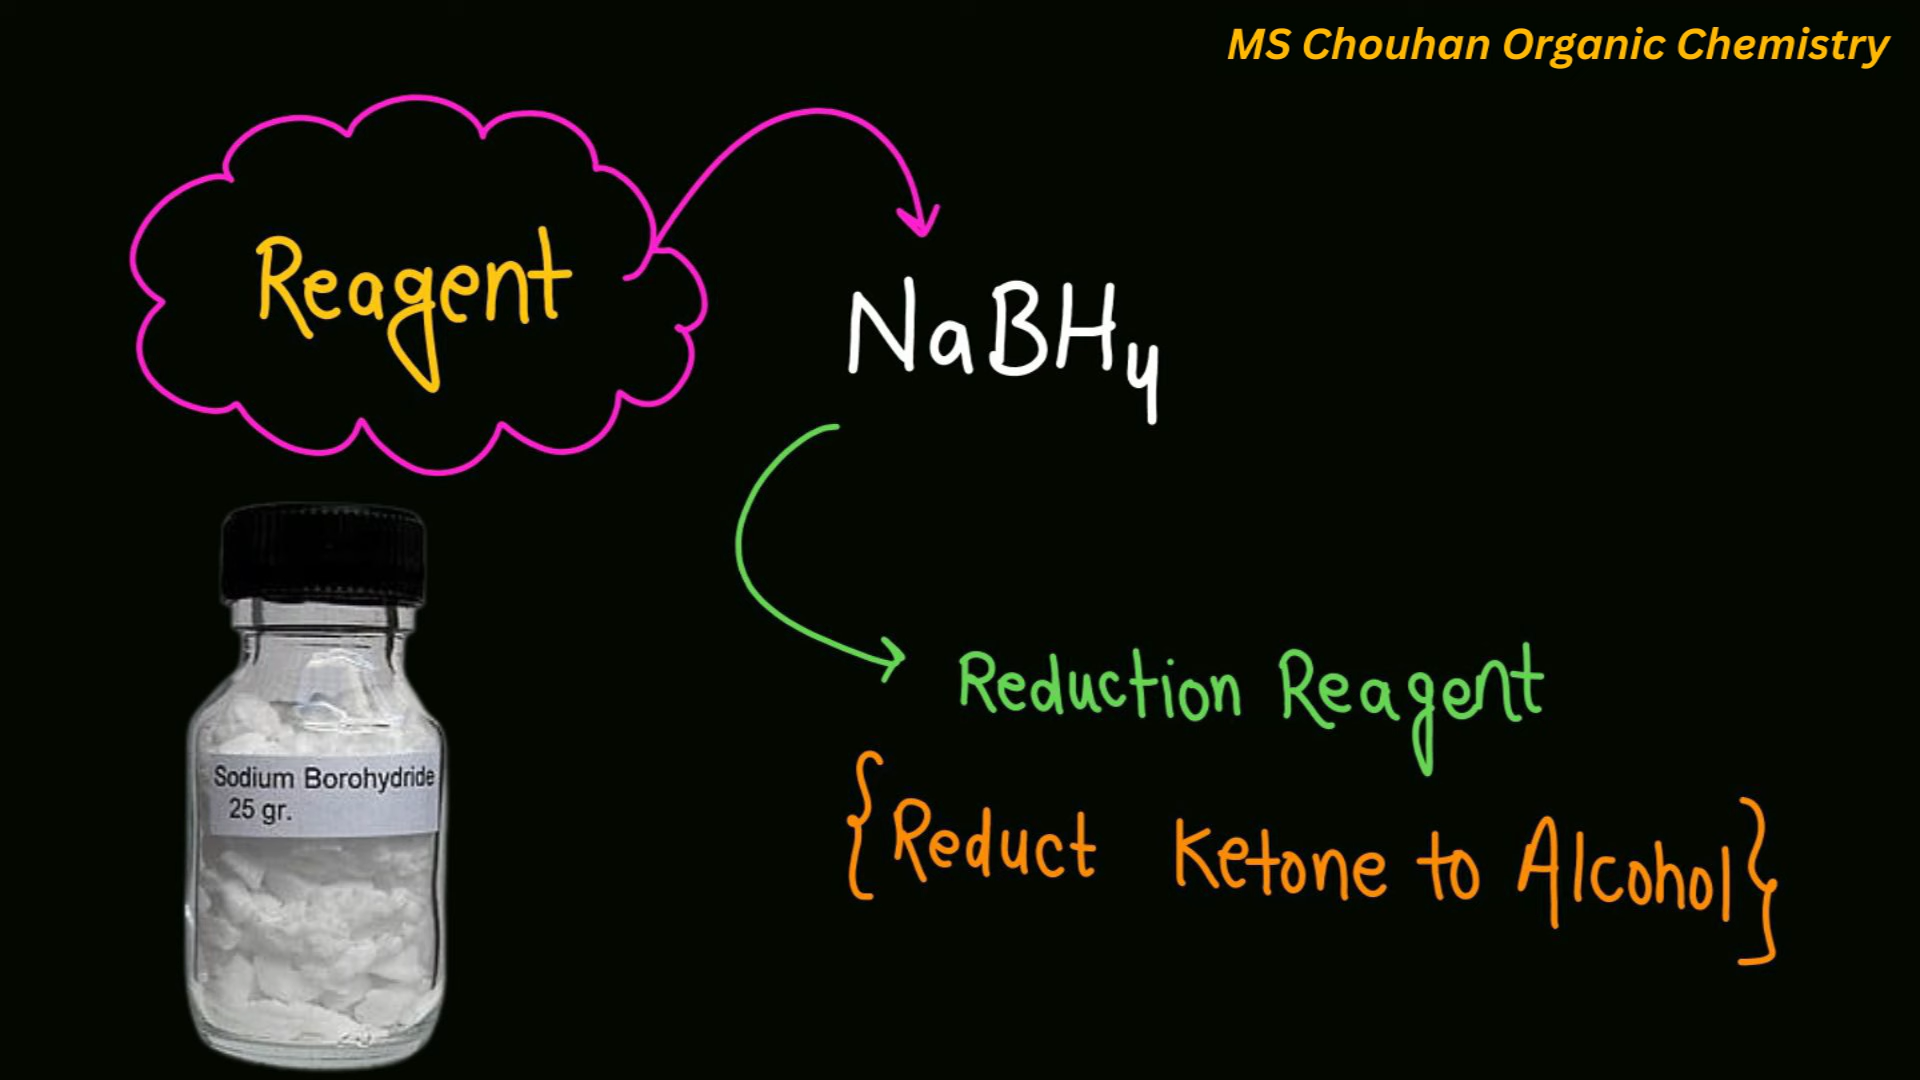 MS Chouhan Organic Chemistry
Reagent
NaBH4
Reduction Reagent
{Reduct Ketone to Alcohol}
Sodium Borohydride
25 gr.